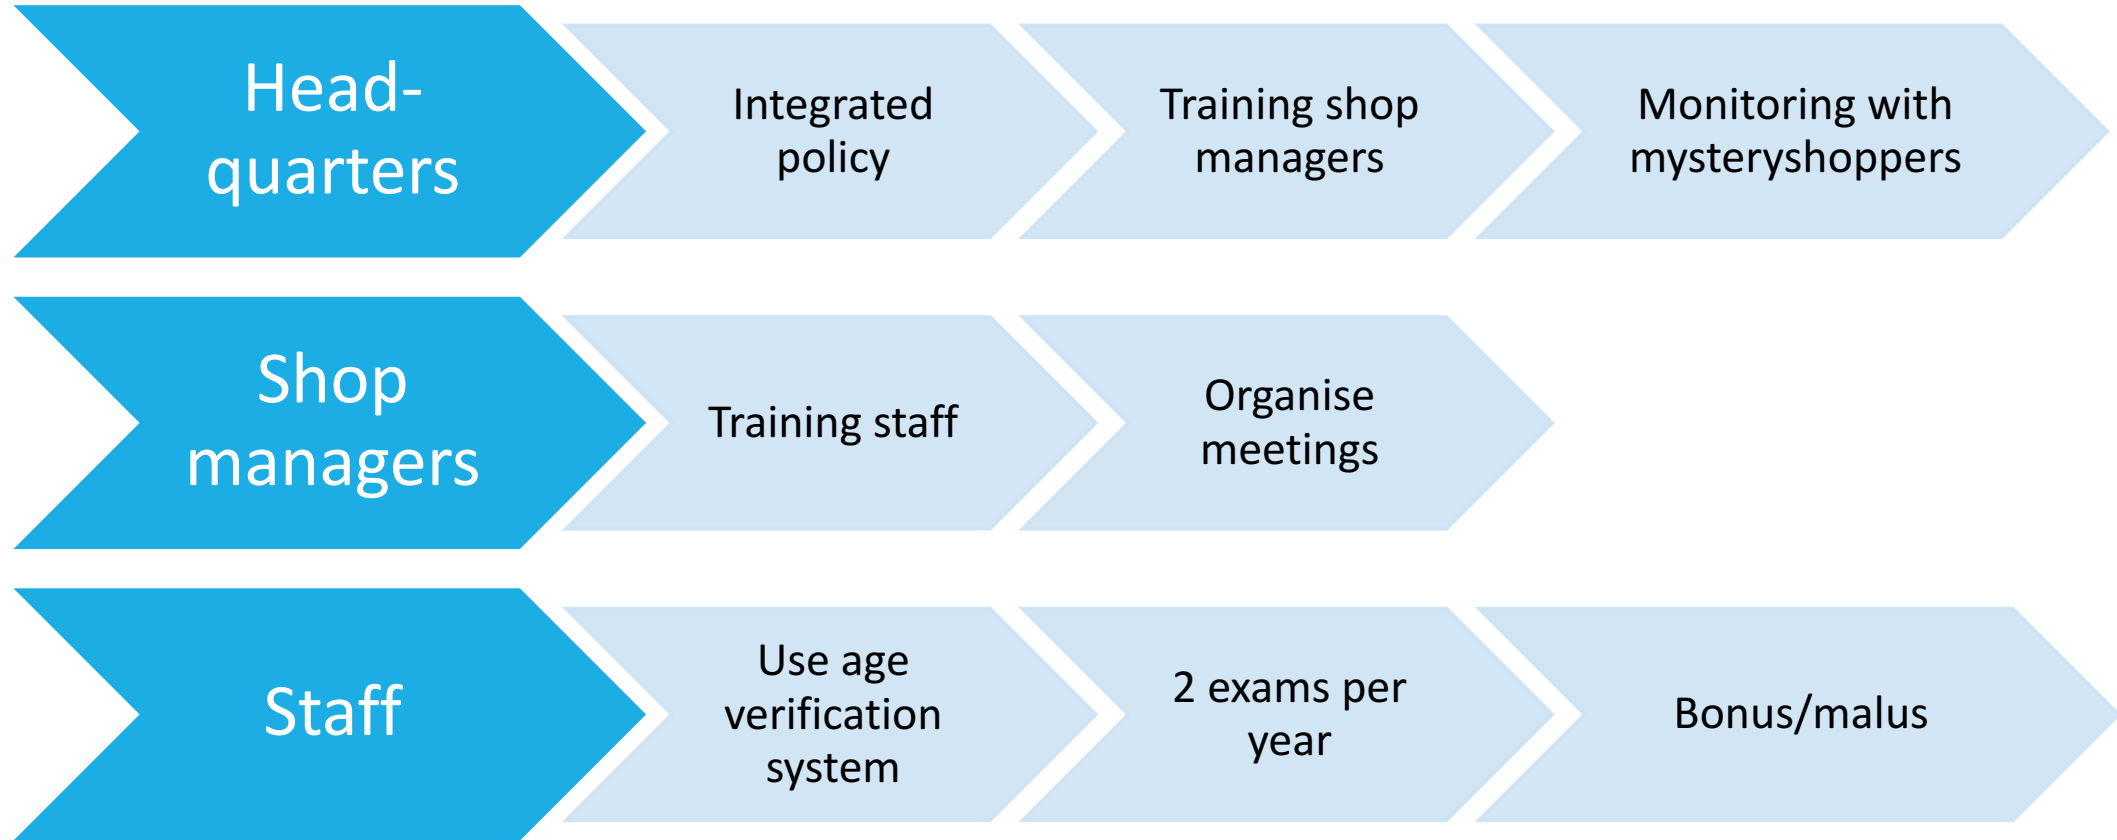 Head-
quarters
Integrated
policy
Training shop
managers
Monitoring with
mysteryshoppers
Shop
managers
Training staff
Organise
meetings
Staff
Use age
verification
system
2 exams per
year
Bonus/malus